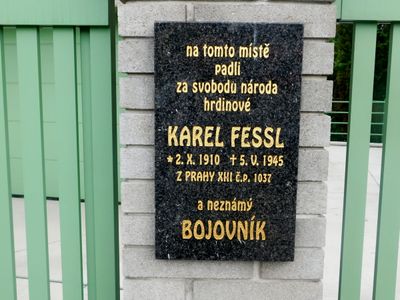 na tomto místě
padli
za svobodu národa
hrdinové
KAREL FESSL
* 2. X. 1910 † 5. V. 1945
Z PRAHY XIII č.p. 1037
a neznámý
BOJOVNÍK